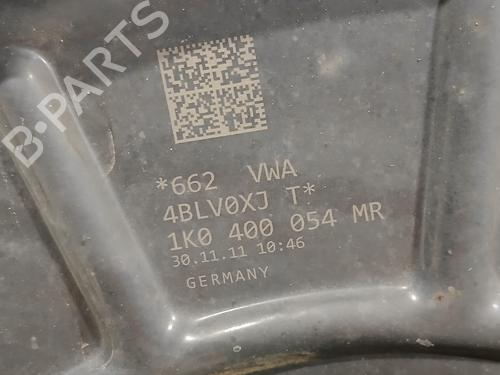 B-PARTS
*662 VWA
4BLV0XJ T*
1K0 400 054 MR
30.11.11 10:46
GERMANY